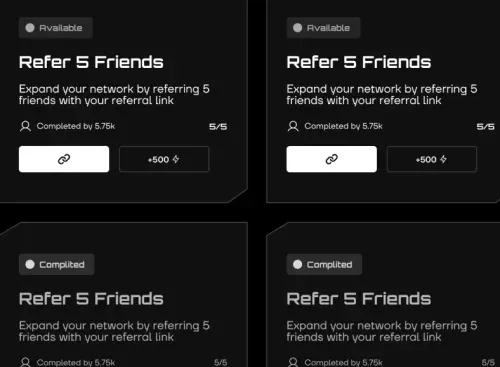 Available
Refer 5 Friends
Expand your network by referring 5
friends with your referral link
Completed by 5.75k 5/5
+500
Available
Refer 5 Friends
Expand your network by referring 5
friends with your referral link
Completed by 5.75k 5/5
+500
Complited
Refer 5 Friends
Expand your network by referring 5
friends with your referral link
Completed by 5.75k 5/5
Complited
Refer 5 Friends
Expand your network by referring 5
friends with your referral link
Completed by 5.75k 5/5